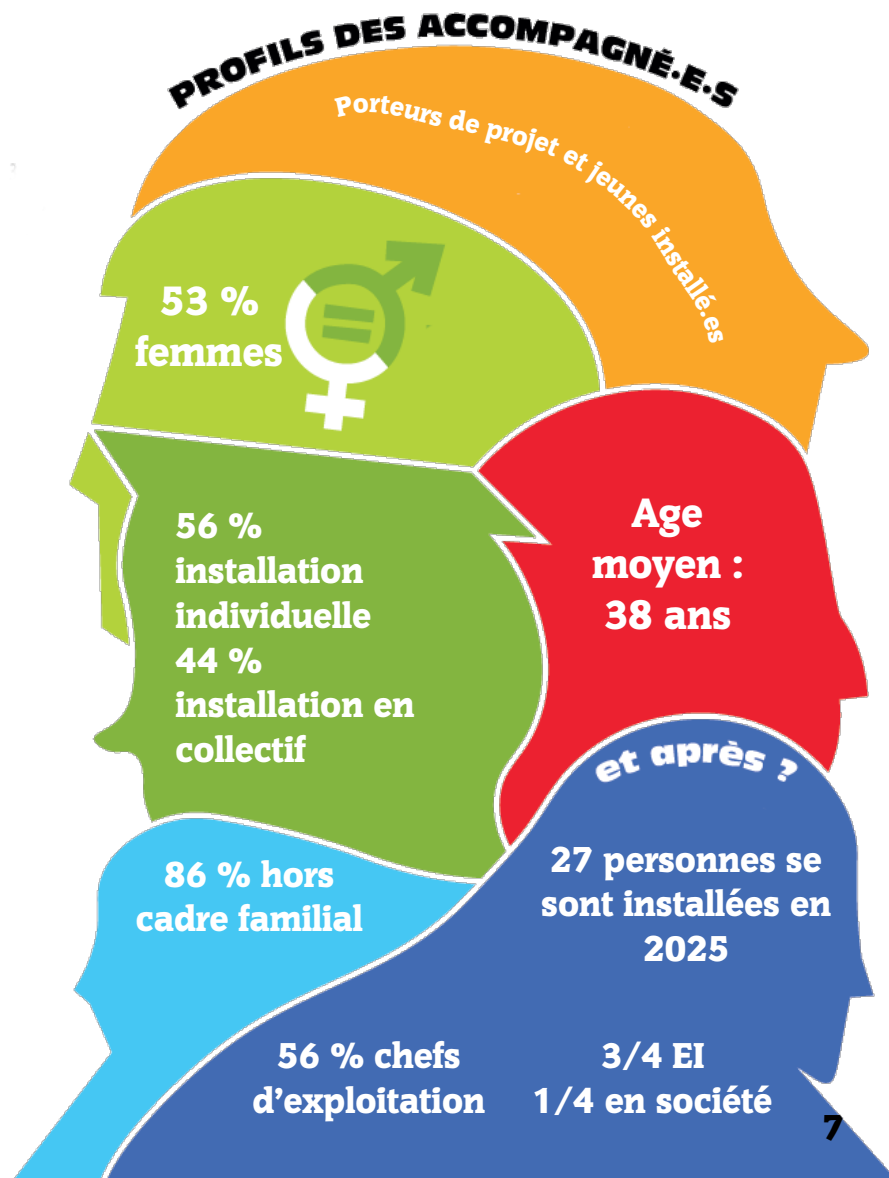 PROFILS DES ACCOMPAGNÉ·E·S
Porteurs de projet et jeunes installé.es
53 %
femmes
56 %
installation
individuelle
44 %
installation en
collectif
Age
moyen :
38 ans
86 % hors
cadre familial
et après ?
27 personnes se
sont installées en
2025
56 % chefs
d’exploitation
3/4 EI
1/4 en société
7